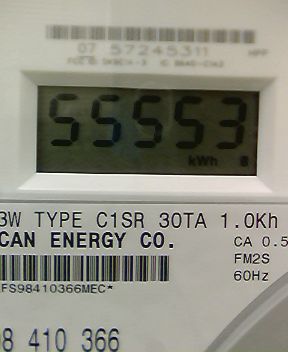 07 57245311
55553
kWh
3W TYPE C1SR 30TA 1.0Kh
CAN ENERGY CO.
CA 0.5
FM2S
60Hz
FS98410366MEC*
98 410 366